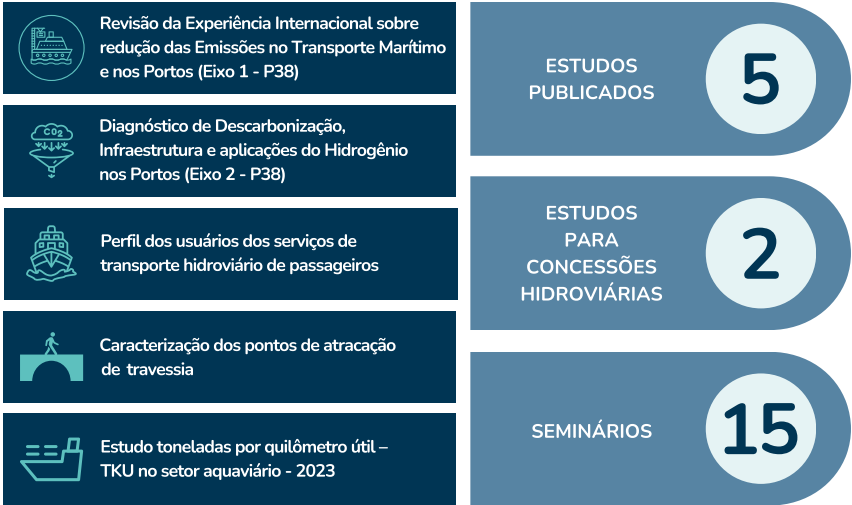 Revisão da Experiência Internacional sobre
redução das Emissões no Transporte Marítimo
e nos Portos (Eixo 1 - P38)
CO2
Diagnóstico de Descarbonização,
Infraestrutura e aplicações do Hidrogênio
nos Portos (Eixo 2 - P38)
Perfil dos usuários dos serviços de
transporte hidroviário de passageiros
Caracterização dos pontos de atracação
de travessia
Estudo toneladas por quilômetro útil –
TKU no setor aquaviário - 2023
ESTUDOS
PUBLICADOS
5
ESTUDOS
PARA
CONCESSÕES
HIDROVIÁRIAS
2
SEMINÁRIOS
15